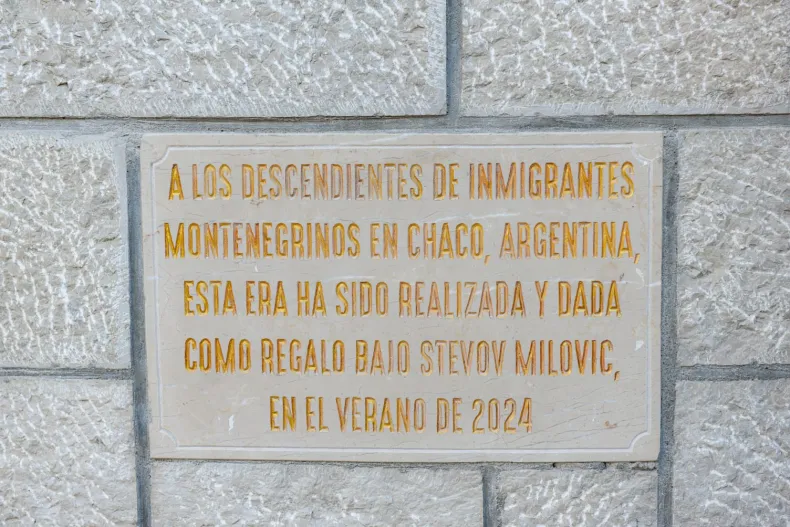 A LOS DESCENDIENTES DE INMIGRANTES
MONTENEGRINOS EN CHACO, ARGENTINA,
ESTA ERA HA SIDO REALIZADA Y DADA
COMO REGALO BAJO STEVOV MILOVIC,
EN EL VERANO DE 2024